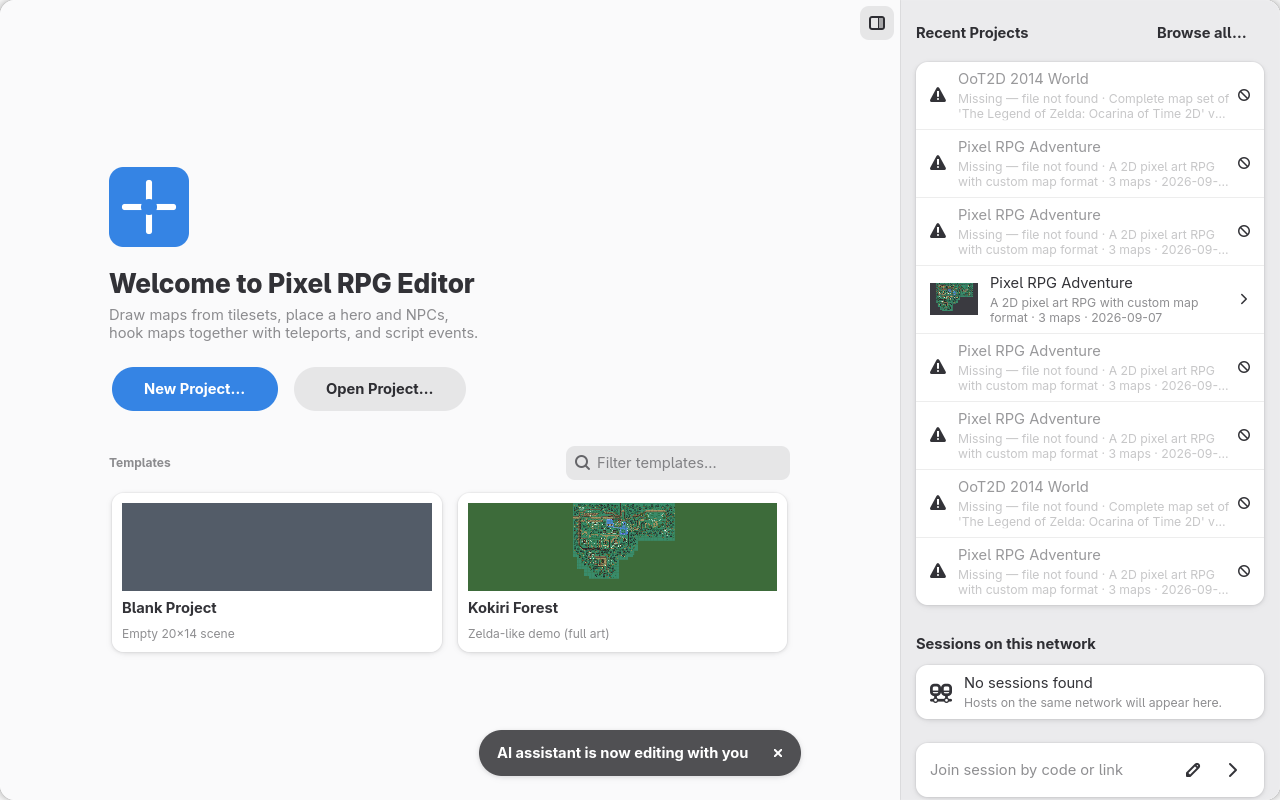 Recent Projects
Browse all...
OoT2D 2014 World
Missing — file not found · Complete map set of
'The Legend of Zelda: Ocarina of Time 2D' v...
Pixel RPG Adventure
Missing — file not found · A 2D pixel art RPG
with custom map format · 3 maps · 2026-09-...
Pixel RPG Adventure
Missing — file not found · A 2D pixel art RPG
with custom map format · 3 maps · 2026-09-...
Pixel RPG Adventure
A 2D pixel art RPG with custom map
format · 3 maps · 2026-09-07
Pixel RPG Adventure
Missing — file not found · A 2D pixel art RPG
with custom map format · 3 maps · 2026-09-...
Pixel RPG Adventure
Missing — file not found · A 2D pixel art RPG
with custom map format · 3 maps · 2026-09-...
OoT2D 2014 World
Missing — file not found · Complete map set of
'The Legend of Zelda: Ocarina of Time 2D' v...
Pixel RPG Adventure
Missing — file not found · A 2D pixel art RPG
with custom map format · 3 maps · 2026-09-...
Sessions on this network
No sessions found
Hosts on the same network will appear here.
Join session by code or link
Welcome to Pixel RPG Editor
Draw maps from tilesets, place a hero and NPCs,
hook maps together with teleports, and script events.
New Project...
Open Project...
Templates
Filter templates...
Blank Project
Empty 20×14 scene
Kokiri Forest
Zelda-like demo (full art)
AI assistant is now editing with you